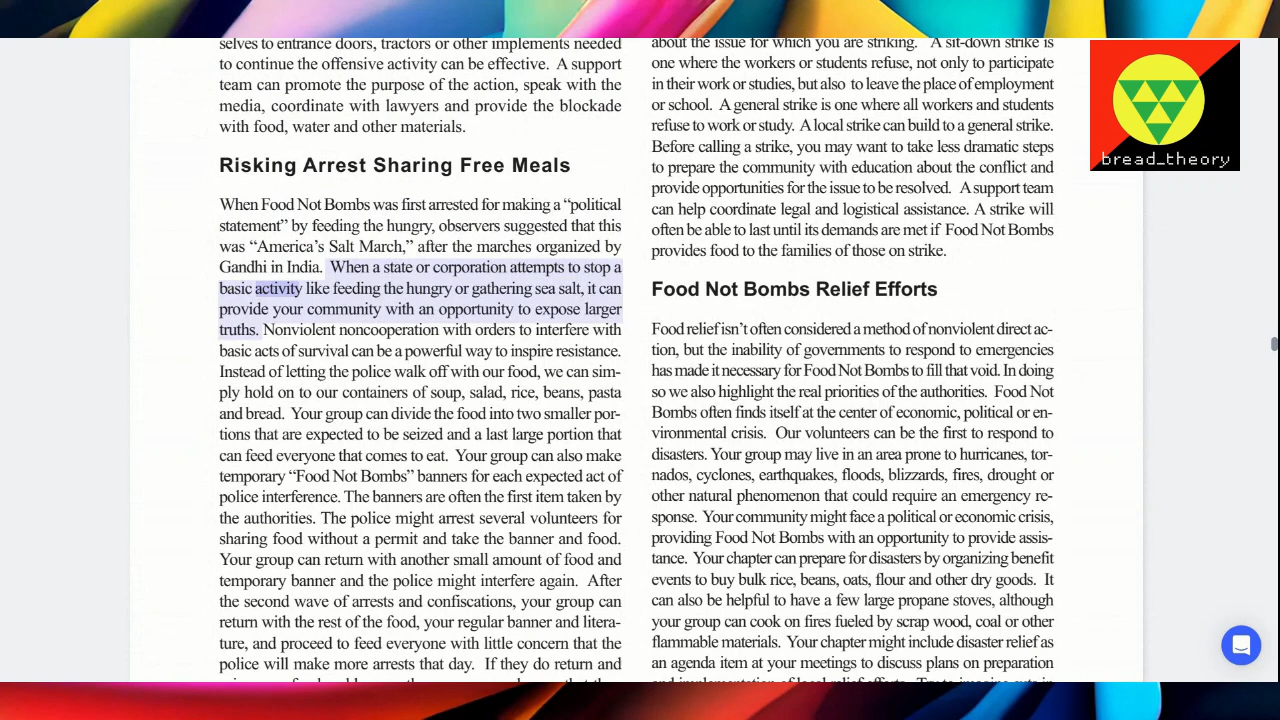 selves to entrance doors, tractors or other implements needed
to continue the offensive activity can be effective.  A support
team can promote the purpose of the action, speak with the
media, coordinate with lawyers and provide the blockade
with food, water and other materials.
Risking Arrest Sharing Free Meals
When Food Not Bombs was first arrested for making a “political
statement” by feeding the hungry, observers suggested that this
was “America’s Salt March,” after the marches organized by
Gandhi in India.  When a state or corporation attempts to stop a
basic activity like feeding the hungry or gathering sea salt, it can
provide your community with an opportunity to expose larger
truths. Nonviolent noncooperation with orders to interfere with
basic acts of survival can be a powerful way to inspire resistance.
Instead of letting the police walk off with our food, we can sim-
ply hold on to our containers of soup, salad, rice, beans, pasta
and bread.  Your group can divide the food into two smaller por-
tions that are expected to be seized and a last large portion that
can feed everyone that comes to eat.  Your group can also make
temporary “Food Not Bombs” banners for each expected act of
police interference. The banners are often the first item taken by
the authorities. The police might arrest several volunteers for
sharing food without a permit and take the banner and food.
Your group can return with another small amount of food and
temporary banner and the police might interfere again.  After
the second wave of arrests and confiscations, your group can
return with the rest of the food, your regular banner and litera-
ture, and proceed to feed everyone with little concern that the
police will make more arrests that day.  If they do return and
about the issue for which you are striking.  A sit-down strike is
one where the workers or students refuse, not only to participate
in their work or studies, but also  to leave the place of employment
or school.  A general strike is one where all workers and students
refuse to work or study.  A local strike can build to a general strike.
Before calling a strike, you may want to take less dramatic steps
to prepare the community with education about the conflict and
provide opportunities for the issue to be resolved.  A support team
can help coordinate legal and logistical assistance. A strike will
often be able to last until its demands are met if  Food Not Bombs
provides food to the families of those on strike.
Food Not Bombs Relief Efforts
Food relief isn’t often considered a method of nonviolent direct ac-
tion, but the inability of governments to respond to emergencies
has made it necessary for Food Not Bombs to fill that void. In doing
so we also highlight the real priorities of the authorities.  Food Not
Bombs often finds itself at the center of economic, political or en-
vironmental crisis.  Our volunteers can be the first to respond to
disasters. Your group may live in an area prone to hurricanes, tor-
nados, cyclones, earthquakes, floods, blizzards, fires, drought or
other natural phenomenon that could require an emergency re-
sponse.  Your community might face a political or economic crisis,
providing Food Not Bombs with an opportunity to provide assis-
tance.  Your chapter can prepare for disasters by organizing benefit
events to buy bulk rice, beans, oats, flour and other dry goods.  It
can also be helpful to have a few large propane stoves, although
your group can cook on fires fueled by scrap wood, coal or other
flammable materials.  Your chapter might include disaster relief as
an agenda item at your meetings to discuss plans on preparation
bread_theory